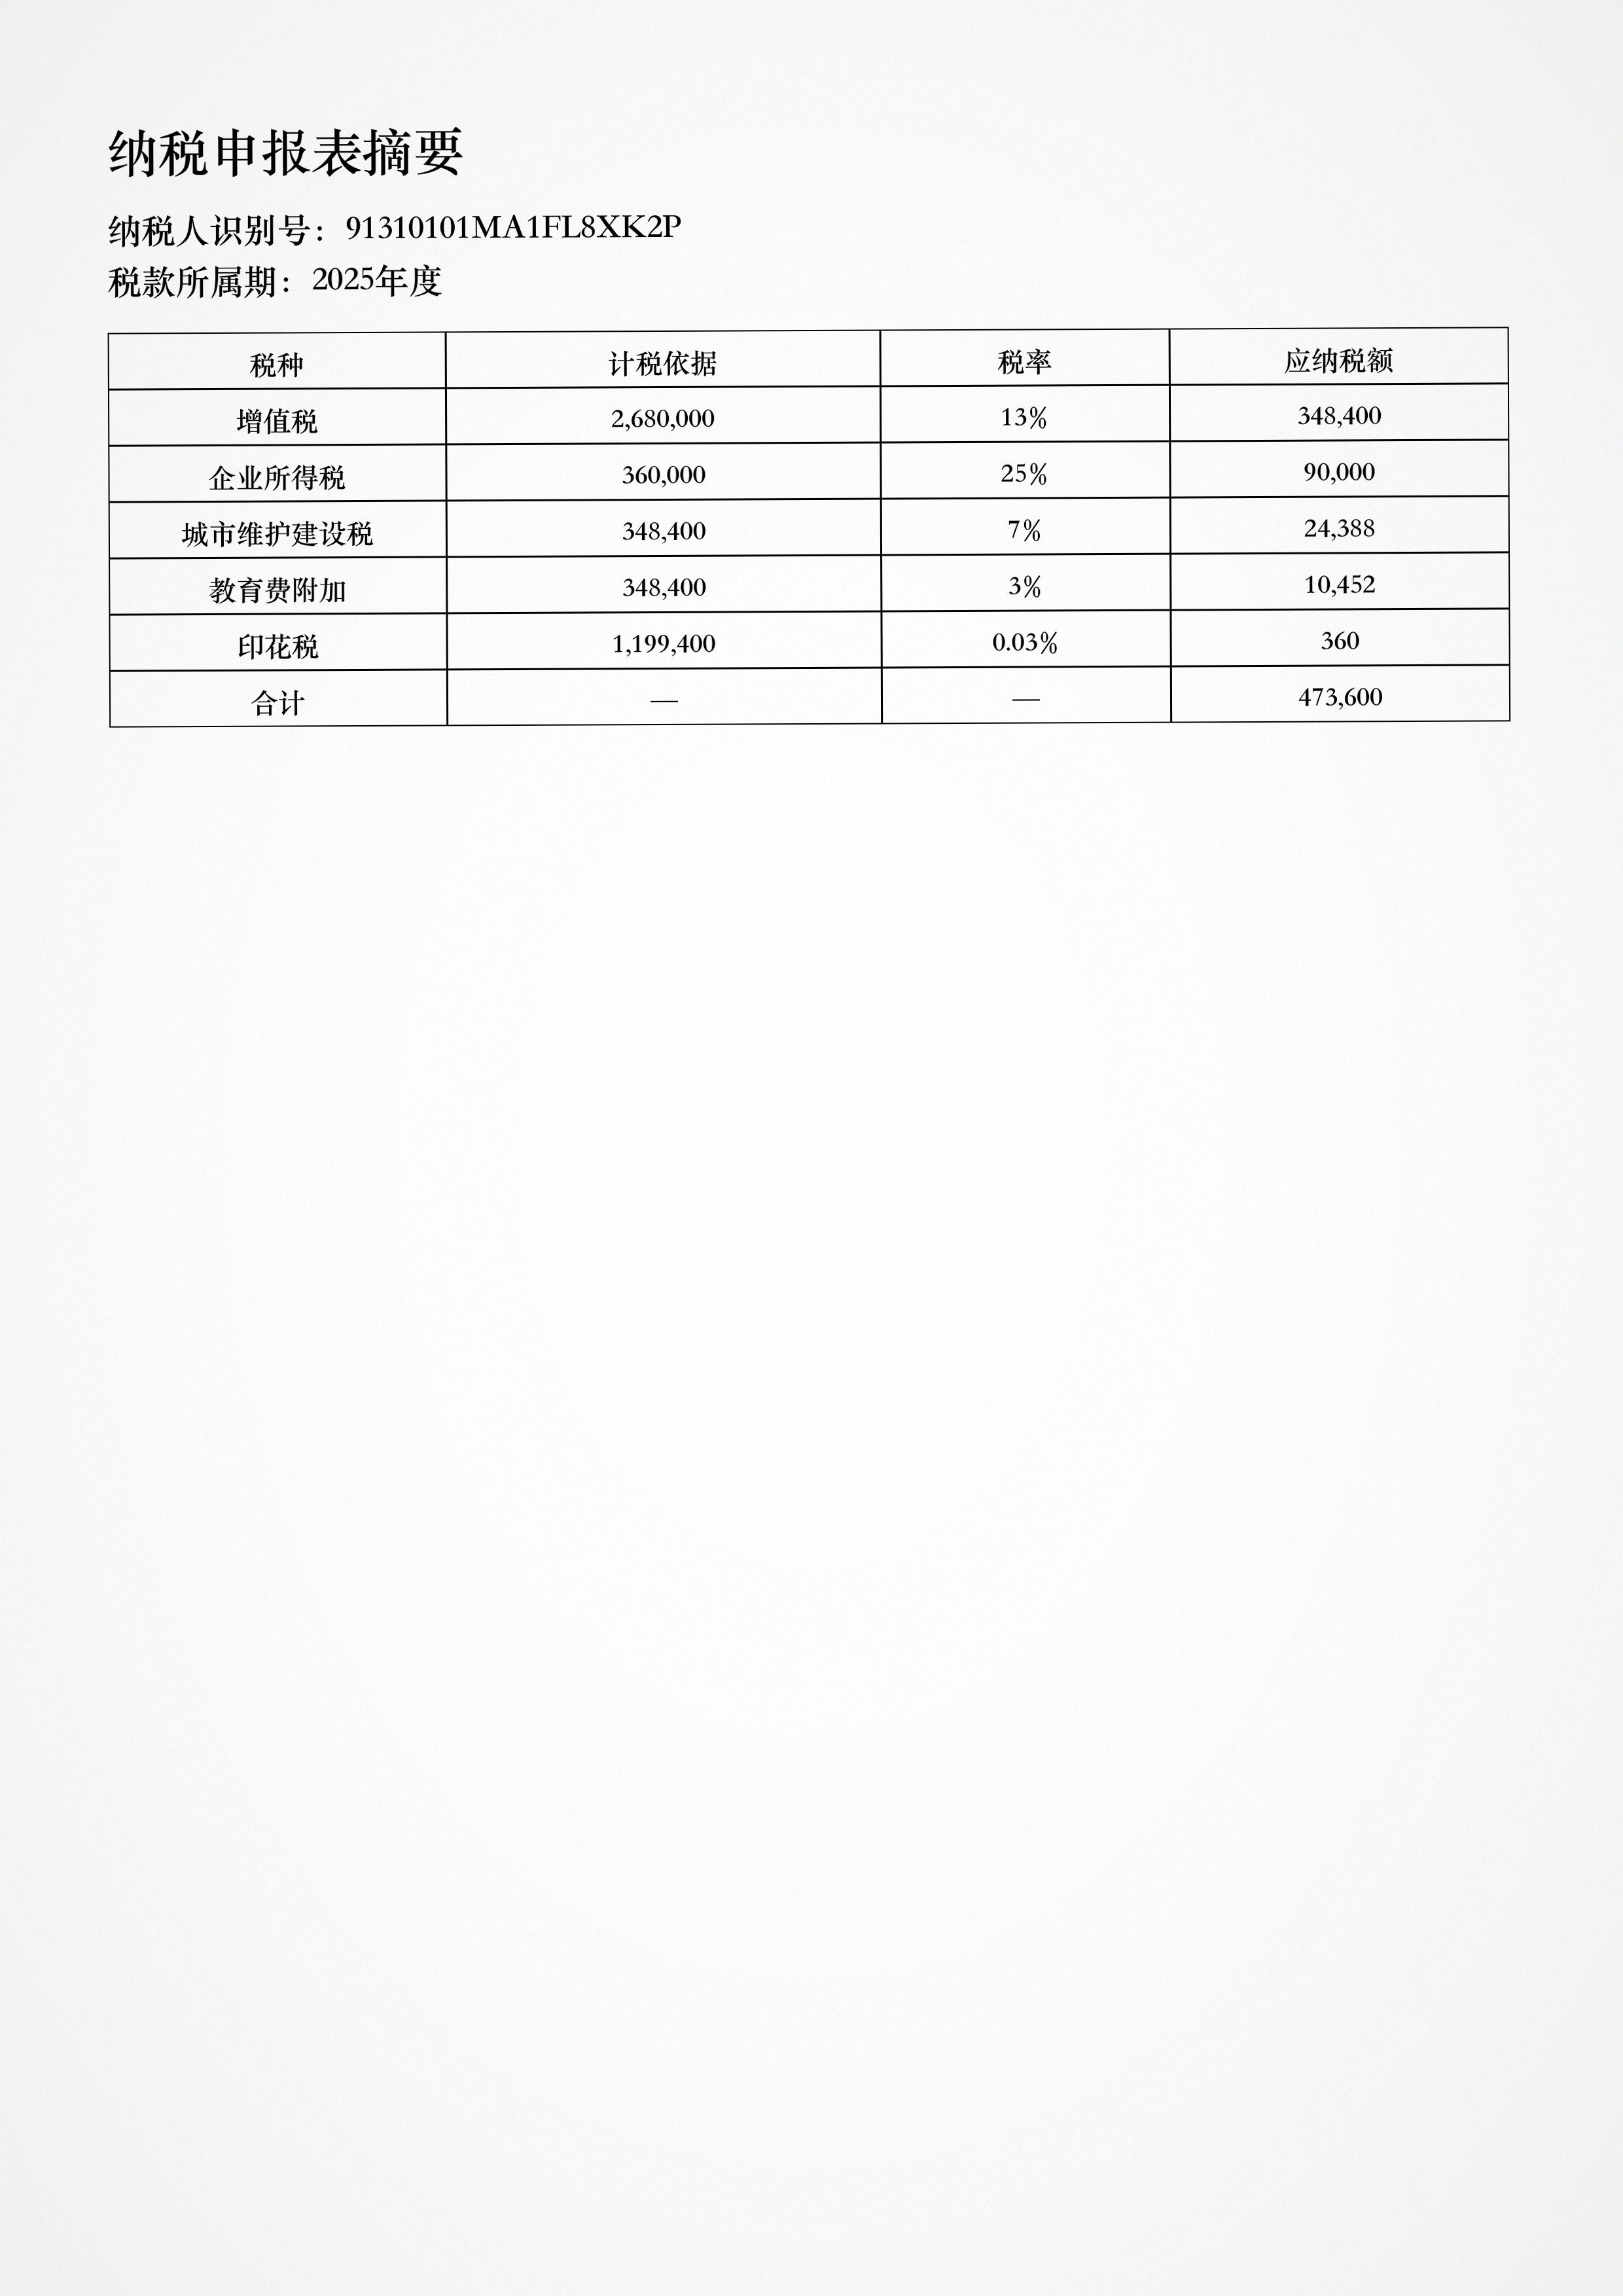 纳税申报表摘要
纳税人识别号：91310101MA1FL8XK2P
税款所属期：2025年度
税种 计税依据 税率 应纳税额
增值税 2,680,000 13% 348,400
企业所得税 360,000 25% 90,000
城市维护建设税 348,400 7% 24,388
教育费附加 348,400 3% 10,452
印花税 1,199,400 0.03% 360
合计 — — 473,600